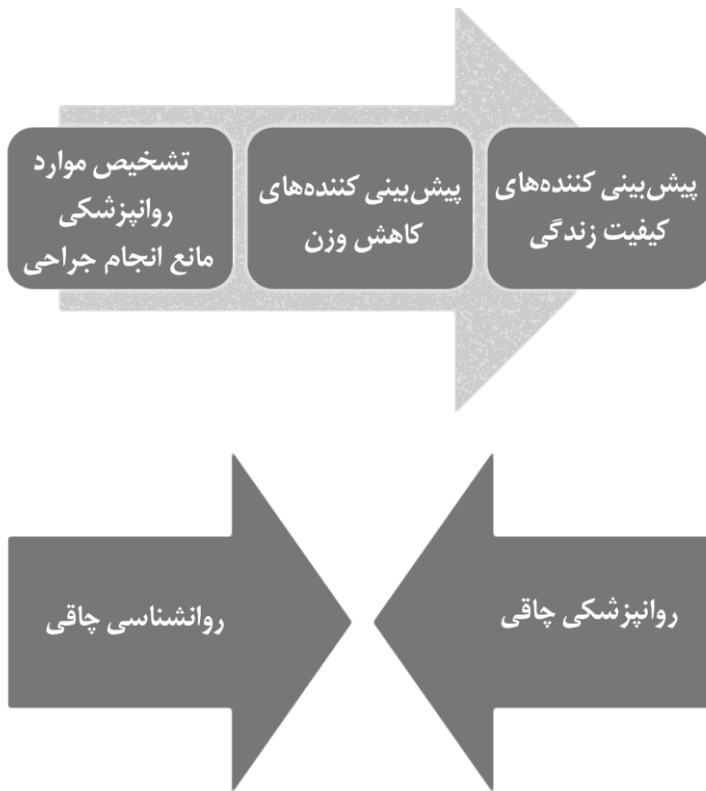 تشخیص موارد
روانپزشکی
مانع انجام جراحی
پیش‌بینی کننده‌های
کاهش وزن
پیش‌بینی کننده‌های
کیفیت زندگی
روانشناسی چاقی
روانپزشکی چاقی